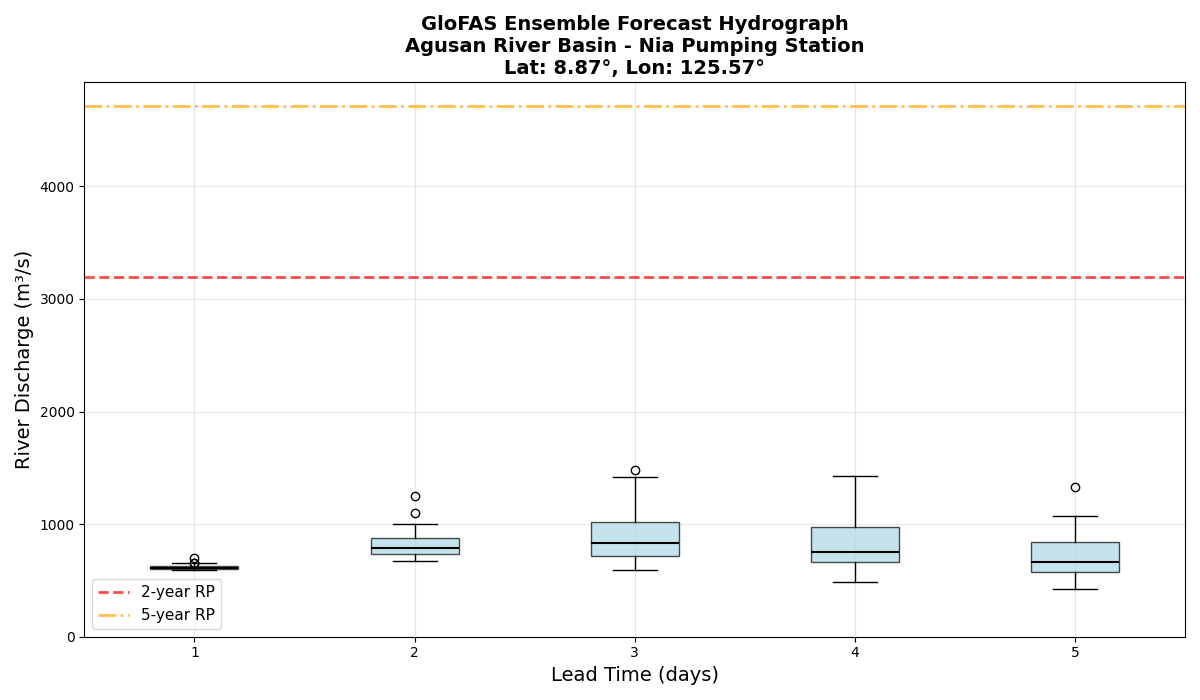 GloFAS Ensemble Forecast Hydrograph
Agusan River Basin - Nia Pumping Station
Lat: 8.87°, Lon: 125.57°
River Discharge (m³/s)
4000
3000
2000
1000
0
2-year RP
5-year RP
1 2 3 4 5
Lead Time (days)